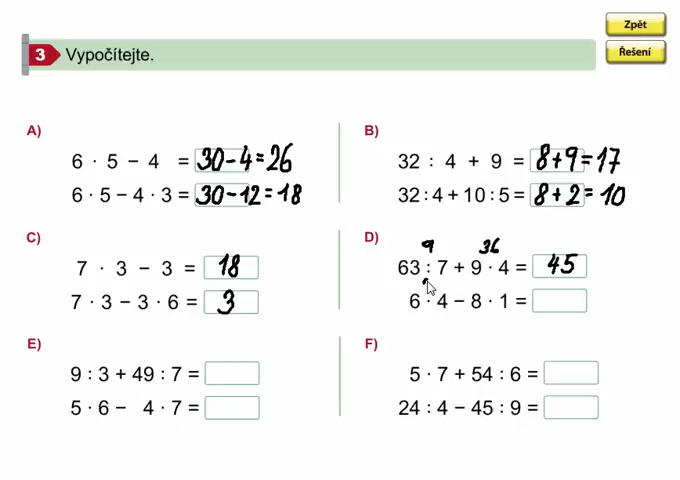 Zpět
3 Vypočítejte.
Řešení
A)
6 · 5 − 4 = 30-4=26
6 · 5 − 4 · 3 = 30-12=18
B)
32 : 4 + 9 = 8+9=17
32 : 4 + 10 : 5 = 8+2=10
C)
7 · 3 − 3 = 18
7 · 3 − 3 · 6 = 3
D)
9 36
63 : 7 + 9 · 4 = 45
6 · 4 − 8 · 1 =
E)
9 : 3 + 49 : 7 =
5 · 6 − 4 · 7 =
F)
5 · 7 + 54 : 6 =
24 : 4 − 45 : 9 =